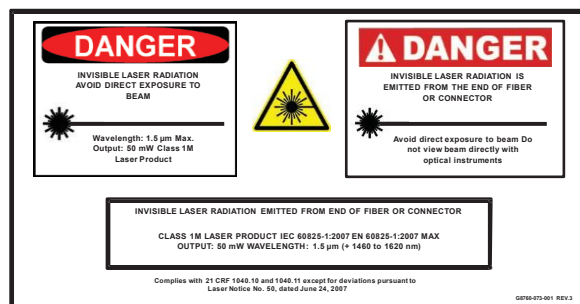 DANGER
INVISIBLE LASER RADIATION
AVOID DIRECT EXPOSURE TO
BEAM
Wavelength: 1.5 µm Max.
Output: 50 mW Class 1M
Laser Product
DANGER
INVISIBLE LASER RADIATION IS
EMITTED FROM THE END OF FIBER
OR CONNECTOR
Avoid direct exposure to beam Do
not view beam directly with
optical instruments
INVISIBLE LASER RADIATION EMITTED FROM END OF FIBER OR CONNECTOR
CLASS 1M LASER PRODUCT IEC 60825-1:2007 EN 60825-1:2007 MAX
OUTPUT: 50 mW WAVELENGTH: 1.5 µm (+ 1460 to 1620 nm)
Complies with 21 CRF 1040.10 and 1040.11 except for deviations pursuant to
Laser Notice No. 50, dated June 24, 2007
G8760-073-001 REV.3